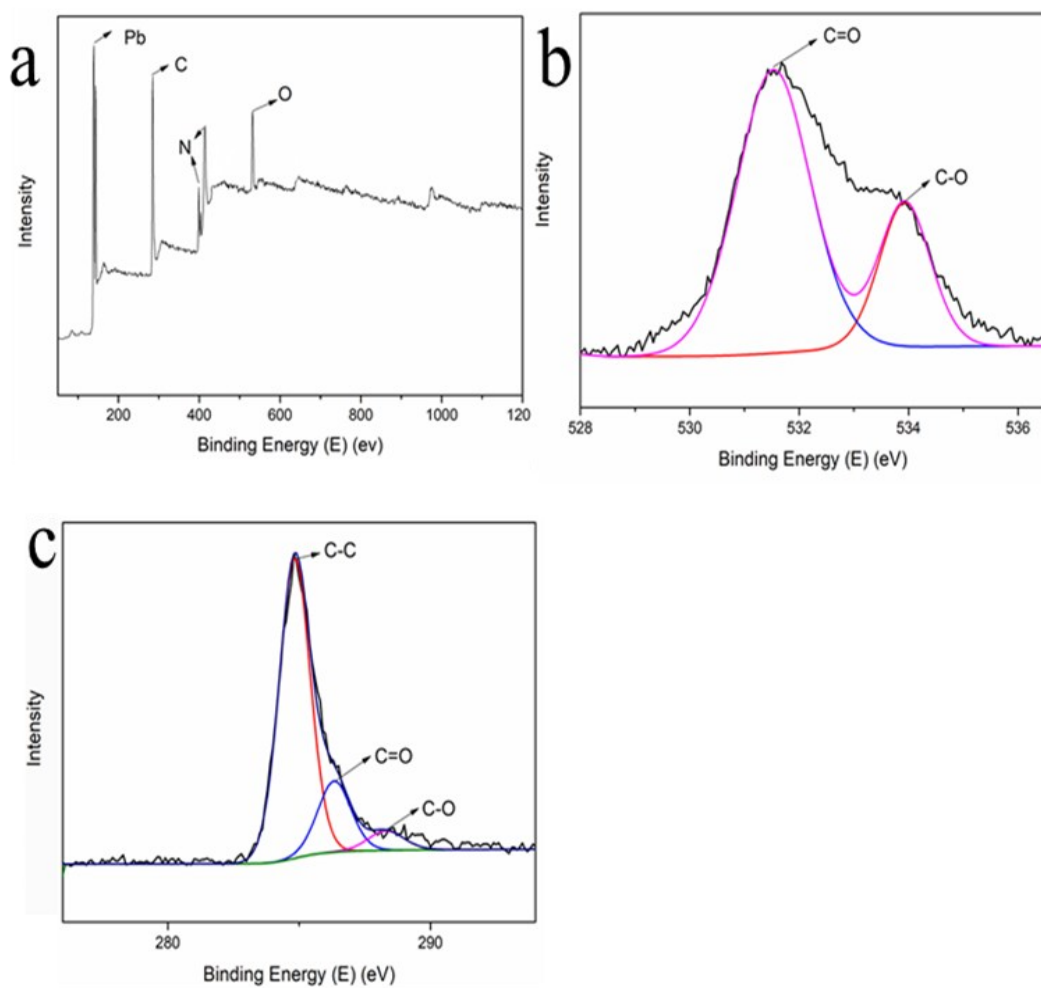 a
Pb
C
N
O
Intensity
200 400 600 800 1000 120
Binding Energy (E) (ev)
b
C=O
C-O
Intensity
528 530 532 534 536
Binding Energy (E) (eV)
c
C-C
C=O
C-O
Intensity
280 290
Binding Energy (E) (eV)